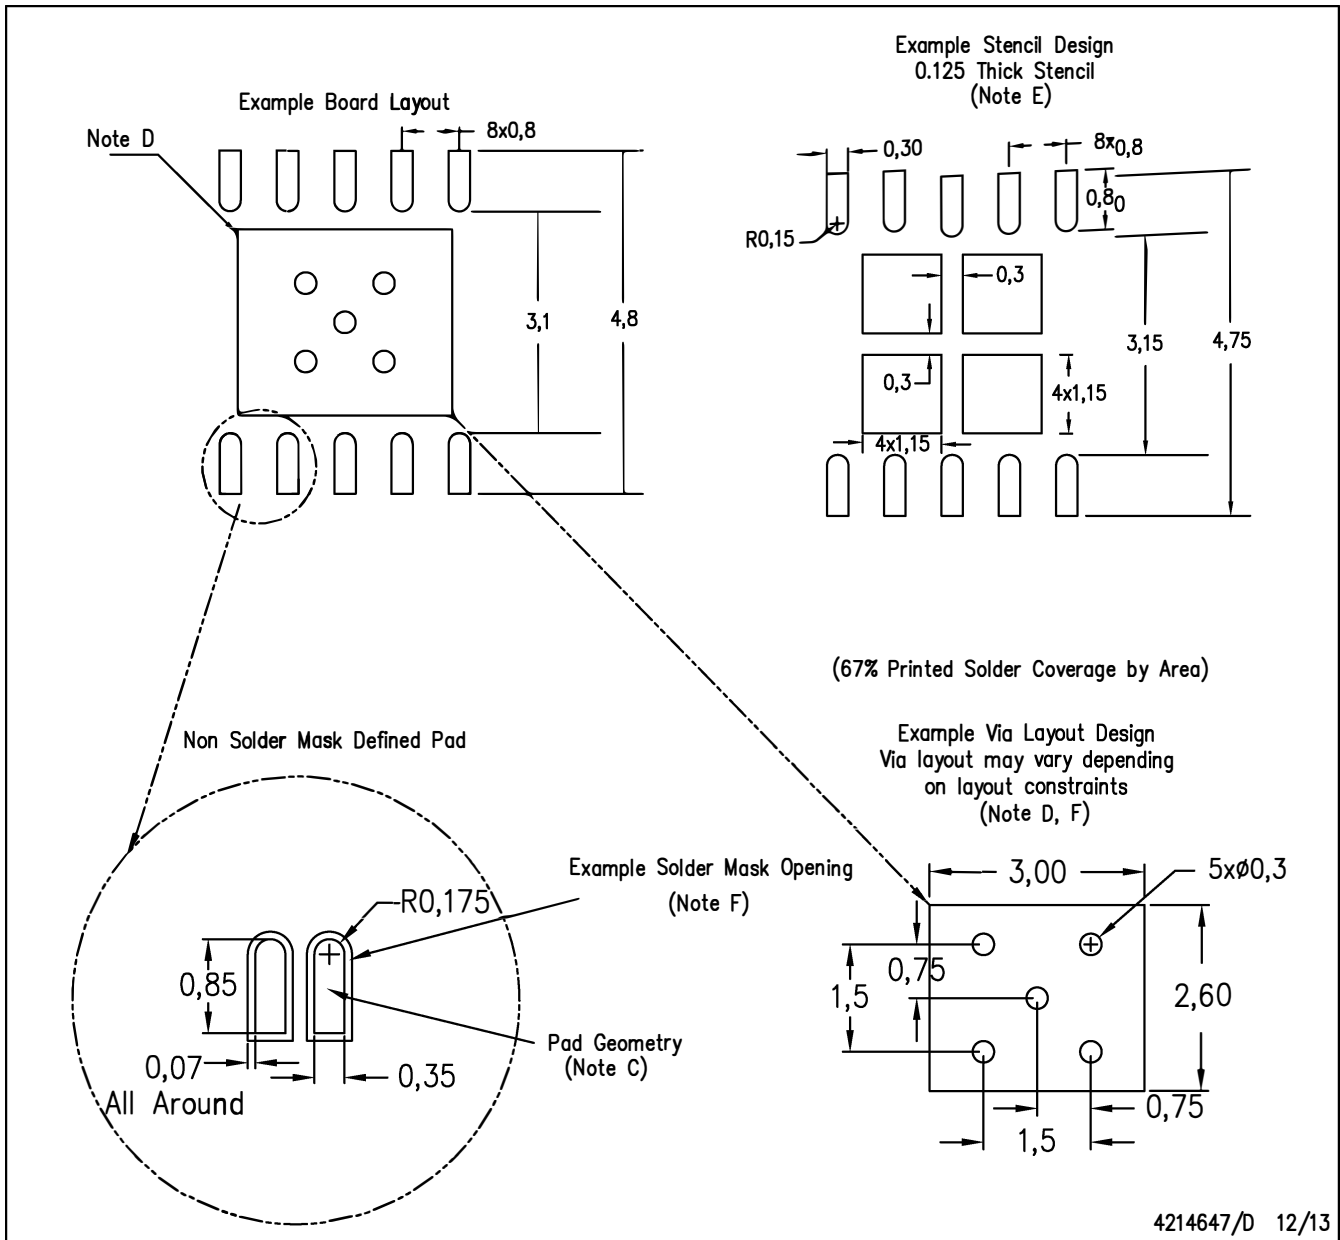 Example Stencil Design
0.125 Thick Stencil
(Note E)
Example Board Layout
Note D
8x0,8
3,1
4,8
0,30
8x0,8
0,80
R0,15
0,3
0,3
4x1,15
4x1,15
3,15
4,75
(67% Printed Solder Coverage by Area)
Non Solder Mask Defined Pad
Example Via Layout Design
Via layout may vary depending
on layout constraints
(Note D, F)
Example Solder Mask Opening
(Note F)
R0,175
0,85
0,07
All Around
0,35
Pad Geometry
(Note C)
3,00
5xø0,3
0,75
1,5
2,60
0,75
1,5
4214647/D 12/13